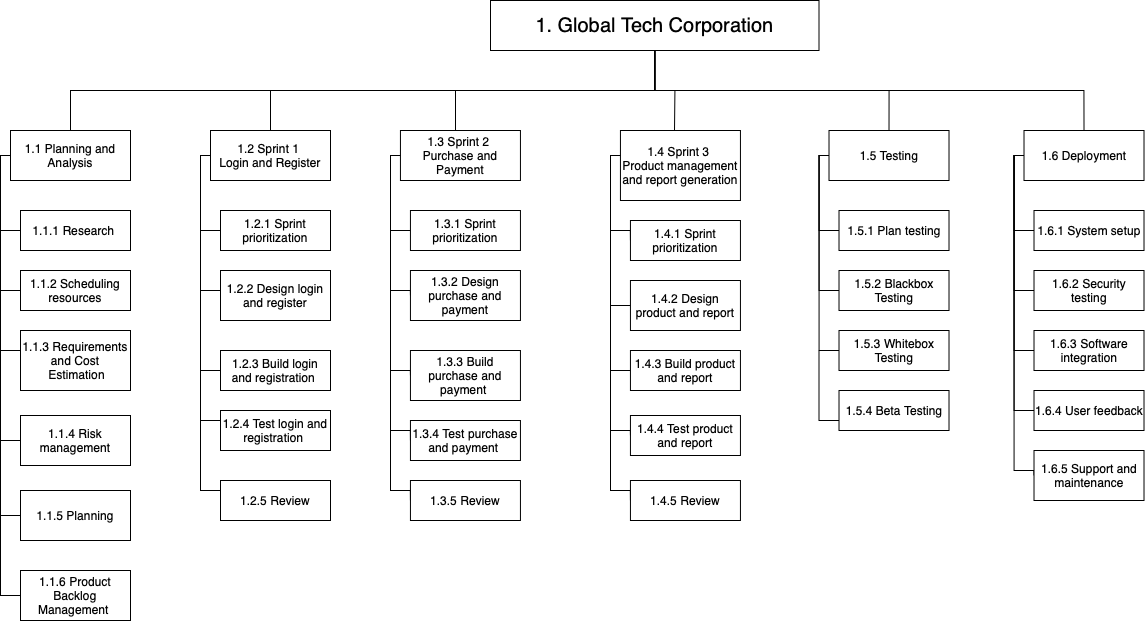 1. Global Tech Corporation
1.1 Planning and
Analysis
1.1.1 Research
1.1.2 Scheduling
resources
1.1.3 Requirements
and Cost
Estimation
1.1.4 Risk
management
1.1.5 Planning
1.1.6 Product
Backlog
Management
1.2 Sprint 1
Login and Register
1.2.1 Sprint
prioritization
1.2.2 Design login
and register
1.2.3 Build login
and registration
1.2.4 Test login and
registration
1.2.5 Review
1.3 Sprint 2
Purchase and
Payment
1.3.1 Sprint
prioritization
1.3.2 Design
purchase and
payment
1.3.3 Build
purchase and
payment
1.3.4 Test purchase
and payment
1.3.5 Review
1.4 Sprint 3
Product management
and report generation
1.4.1 Sprint
prioritization
1.4.2 Design
product and report
1.4.3 Build product
and report
1.4.4 Test product
and report
1.4.5 Review
1.5 Testing
1.5.1 Plan testing
1.5.2 Blackbox
Testing
1.5.3 Whitebox
Testing
1.5.4 Beta Testing
1.6 Deployment
1.6.1 System setup
1.6.2 Security
testing
1.6.3 Software
integration
1.6.4 User feedback
1.6.5 Support and
maintenance